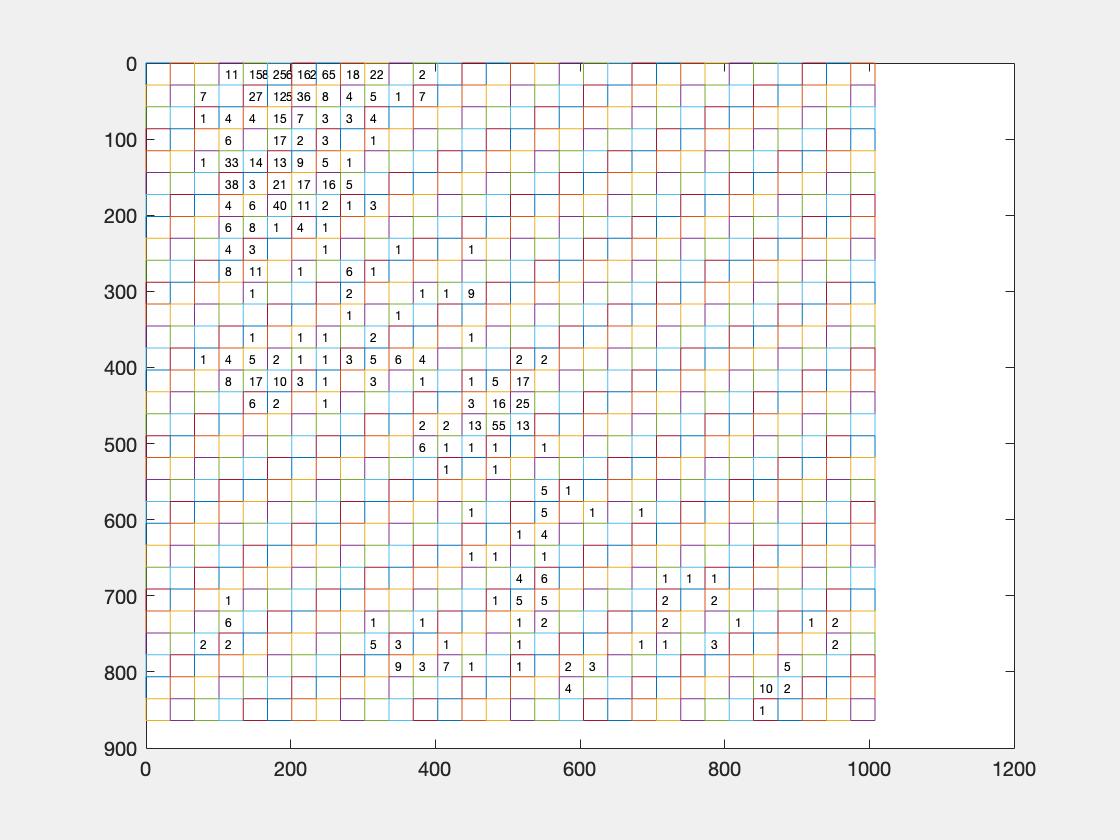 0
11 158 256 162 65 18 22 2
7 27 125 36 8 4 5 1 7
1 4 4 15 7 3 3 4
100 6 17 2 3 1
1 33 14 13 9 5 1
38 3 21 17 16 5
200 4 6 40 11 2 1 3
6 8 1 4 1
4 3 1 1 1
8 11 1 6 1
300 1 2 1 1 9
1 1
1 1 1 2 1
400 1 4 5 2 1 1 3 5 6 4 2 2
8 17 10 3 1 3 1 1 5 17
6 2 1 3 16 25
2 2 13 55 13
500 6 1 1 1 1
1 1
5 1
600 1 5 1 1
1 4
1 1 1
4 6 1 1 1
700 1 1 5 5 2 2
6 1 1 1 2 2 1 1 2
2 2 5 3 1 1 1 1 3 2
800 9 3 7 1 1 2 3 5
4 10 2
1
900
0 200 400 600 800 1000 1200